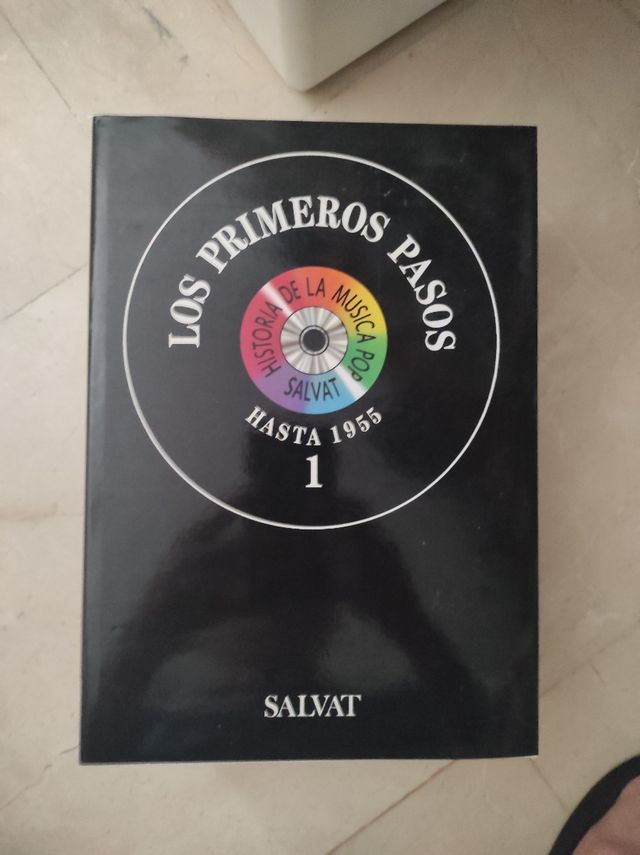 LOS PRIMEROS PASOS
HISTORIA DE LA MUSICA POP
SALVAT
HASTA 1955
1
SALVAT